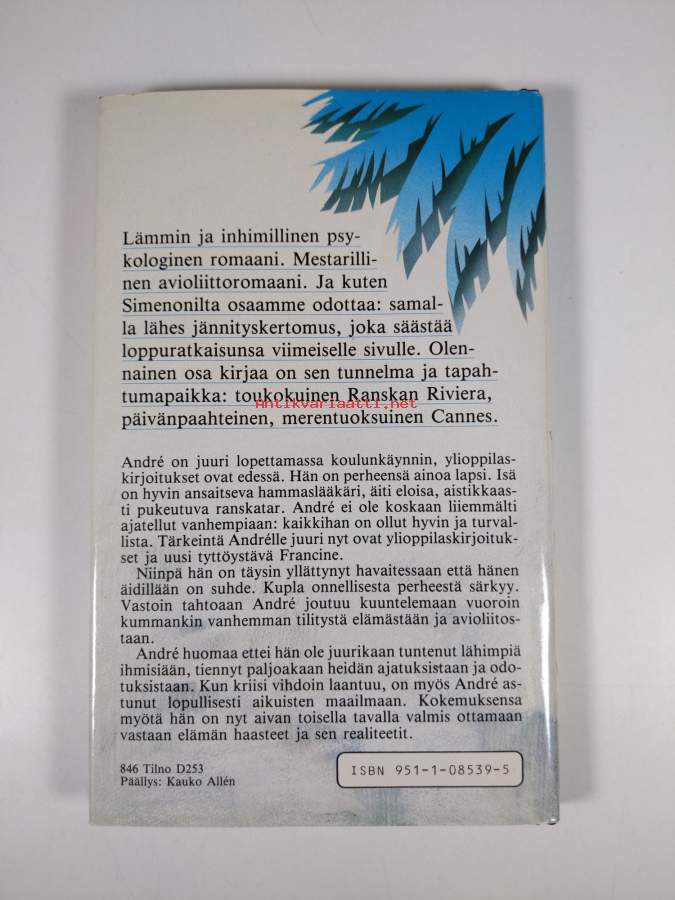 Lämmin ja inhimillinen psy-
kologinen romaani. Mestarilli-
nen avioliittoromaani. Ja kuten
Simenonilta osaamme odottaa: samal-
la lähes jännityskertomus, joka säästää
loppuratkaisunsa viimeiselle sivulle. Olen-
nainen osa kirjaa on sen tunnelma ja tapah-
tumapaikka: toukokuinen Ranskan Riviera,
Antikvariaatti.net
päivänpaahteinen, merentuoksuinen Cannes.
André on juuri lopettamassa koulunkäynnin, ylioppilas-
kirjoitukset ovat edessä. Hän on perheensä ainoa lapsi. Isä
on hyvin ansaitseva hammaslääkäri, äiti eloisa, aistikkaas-
ti pukeutuva ranskatar. André ei ole koskaan liiemmälti
ajatellut vanhempiaan: kaikkihan on ollut hyvin ja turval-
lista. Tärkeintä Andrélle juuri nyt ovat ylioppilaskirjoituk-
set ja uusi tyttöystävä Francine.
Niinpä hän on täysin yllättynyt havaitessaan että hänen
äidillään on suhde. Kupla onnellisesta perheestä särkyy.
Vastoin tahtoaan André joutuu kuuntelemaan vuoroin
kummankin vanhemman tilitystä elämästään ja avioliitos-
taan.
André huomaa ettei hän ole juurikaan tuntenut lähimpiä
ihmisiään, tiennyt paljoakaan heidän ajatuksistaan ja odo-
tuksistaan. Kun kriisi vihdoin laantuu, on myös André as-
tunut lopullisesti aikuisten maailmaan. Kokemuksensa
myötä hän on nyt aivan toisella tavalla valmis ottamaan
vastaan elämän haasteet ja sen realiteetit.
846 Tilno D253
Päällys: Kauko Allén
ISBN 951-1-08539-5